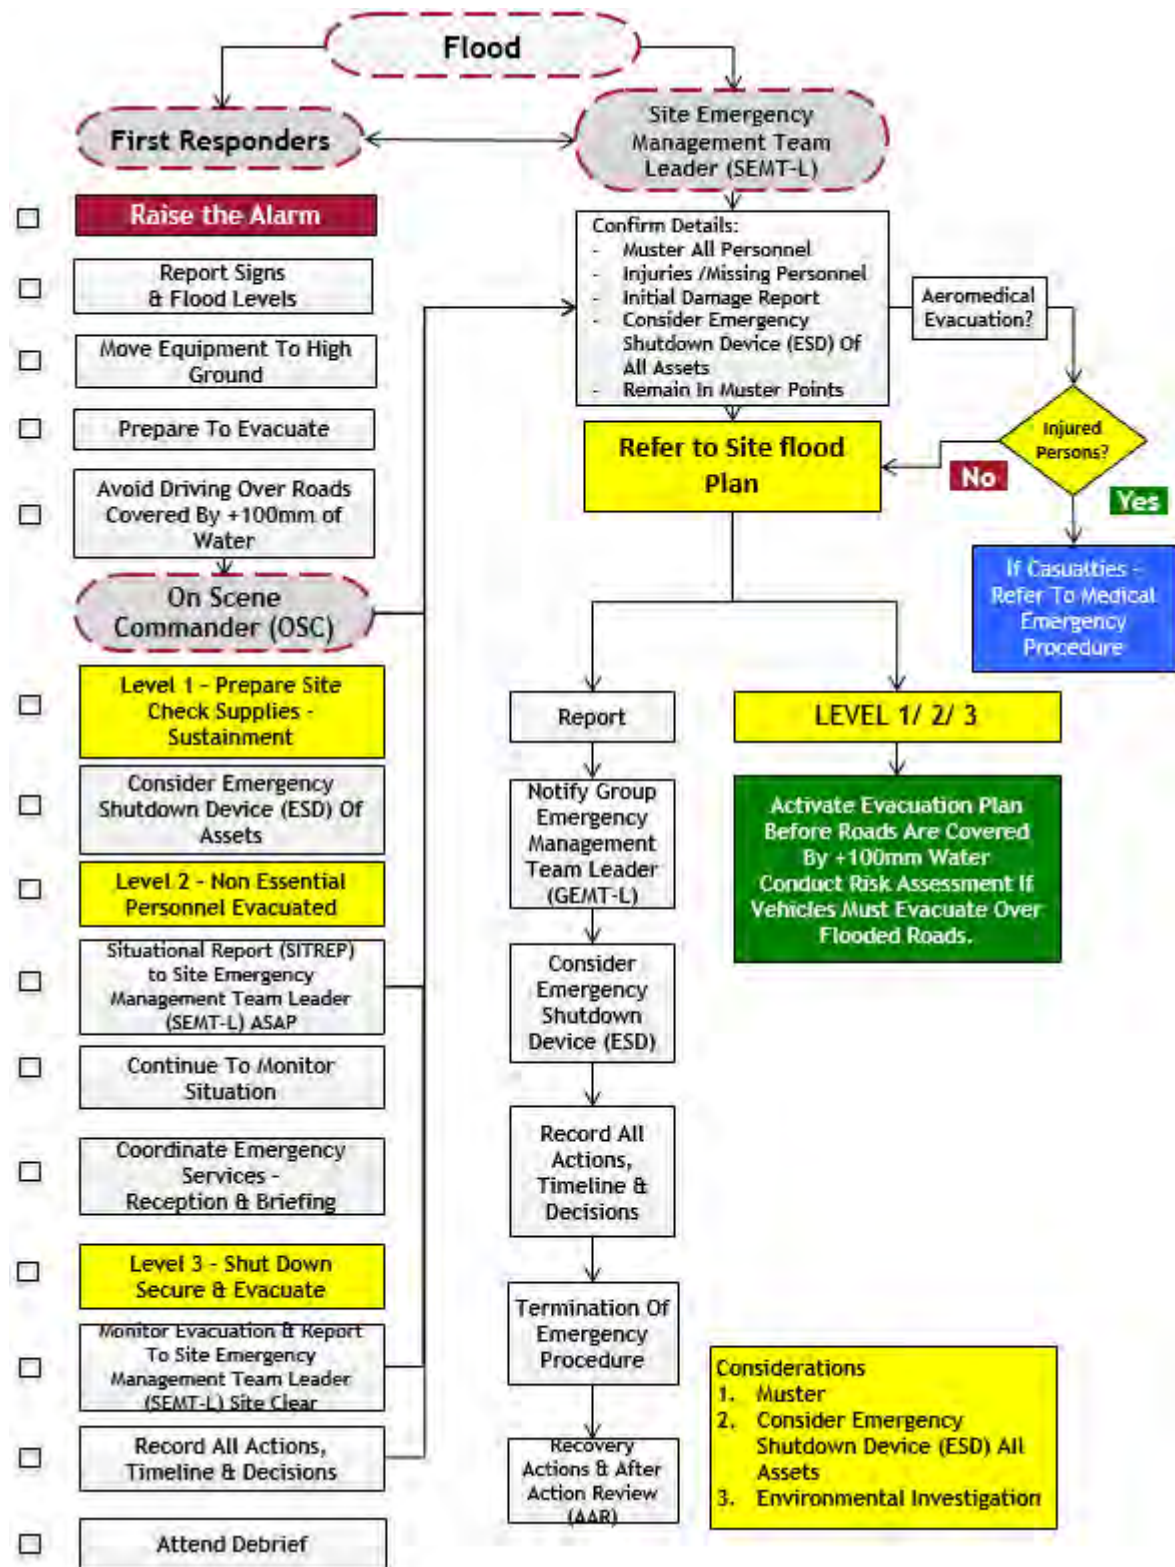 Flood
First Responders
Site Emergency
Management Team
Leader (SEMT-L)
Raise the Alarm
Report Signs
& Flood Levels
Move Equipment To High
Ground
Prepare To Evacuate
Avoid Driving Over Roads
Covered By +100mm of
Water
On Scene
Commander (OSC)
Level 1 - Prepare Site
Check Supplies -
Sustainment
Consider Emergency
Shutdown Device (ESD) Of
Assets
Level 2 - Non Essential
Personnel Evacuated
Situational Report (SITREP)
to Site Emergency
Management Team Leader
(SEMT-L) ASAP
Continue To Monitor
Situation
Coordinate Emergency
Services -
Reception & Briefing
Level 3 - Shut Down
Secure & Evacuate
Monitor Evacuation & Report
To Site Emergency
Management Team Leader
(SEMT-L) Site Clear
Record All Actions,
Timeline & Decisions
Attend Debrief
Confirm Details:
- Muster All Personnel
- Injuries /Missing Personnel
- Initial Damage Report
- Consider Emergency
Shutdown Device (ESD) Of
All Assets
- Remain In Muster Points
Aeromedical
Evacuation?
Injured
Persons?
No
Yes
If Casualties -
Refer To Medical
Emergency
Procedure
Refer to Site flood
Plan
Report
Notify Group
Emergency
Management
Team Leader
(GEMT-L)
Consider
Emergency
Shutdown
Device (ESD)
Record All
Actions,
Timeline &
Decisions
Termination Of
Emergency
Procedure
Recovery
Actions & After
Action Review
(AAR)
LEVEL 1/ 2/ 3
Activate Evacuation Plan
Before Roads Are Covered
By +100mm Water
Conduct Risk Assessment If
Vehicles Must Evacuate Over
Flooded Roads.
Considerations
1. Muster
2. Consider Emergency
Shutdown Device (ESD) All
Assets
3. Environmental Investigation